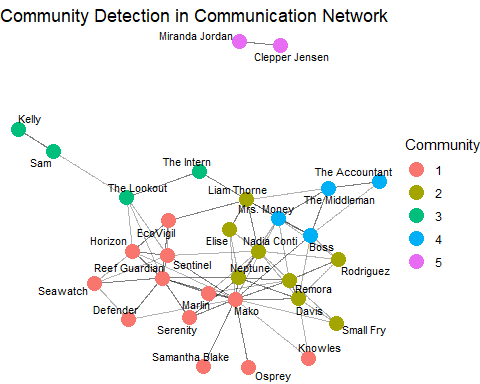 Community Detection in Communication Network
Miranda Jordan
Clepper Jensen
Kelly
Sam
The Intern
The Accountant
The Lookout
Liam Thorne
The Middleman
Mrs. Money
EcoVigil
Elise
Nadia Conti
Boss
Horizon
Reef Guardian
Sentinel
Neptune
Rodriguez
Seawatch
Remora
Marlin
Defender
Mako
Davis
Serenity
Small Fry
Samantha Blake
Knowles
Osprey
Community
1
2
3
4
5